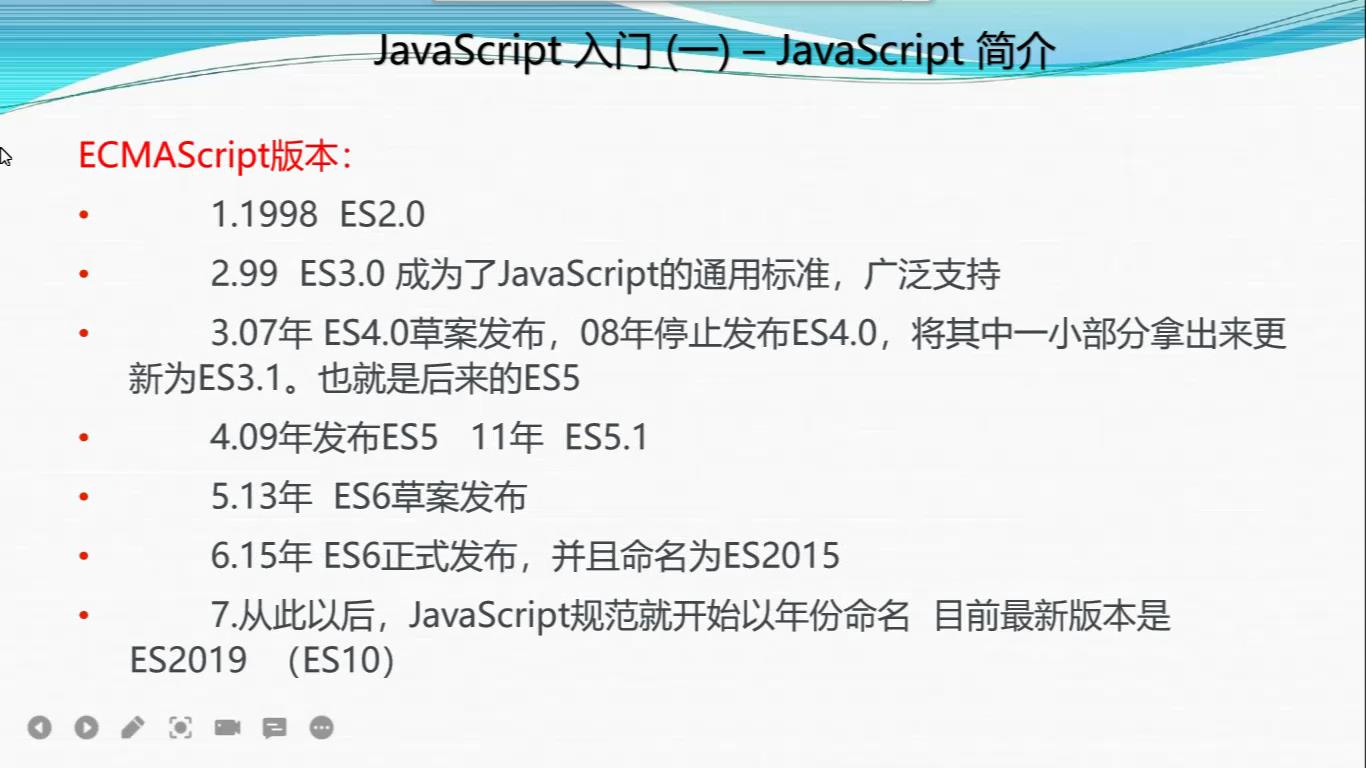 JavaScript 入门 (一) – JavaScript 简介
ECMAScript版本：
• 1.1998 ES2.0
• 2.99 ES3.0 成为了JavaScript的通用标准，广泛支持
• 3.07年 ES4.0草案发布，08年停止发布ES4.0，将其中一小部分拿出来更
新为ES3.1。也就是后来的ES5
• 4.09年发布ES5 11年 ES5.1
• 5.13年 ES6草案发布
• 6.15年 ES6正式发布，并且命名为ES2015
• 7.从此以后，JavaScript规范就开始以年份命名 目前最新版本是
ES2019 （ES10）